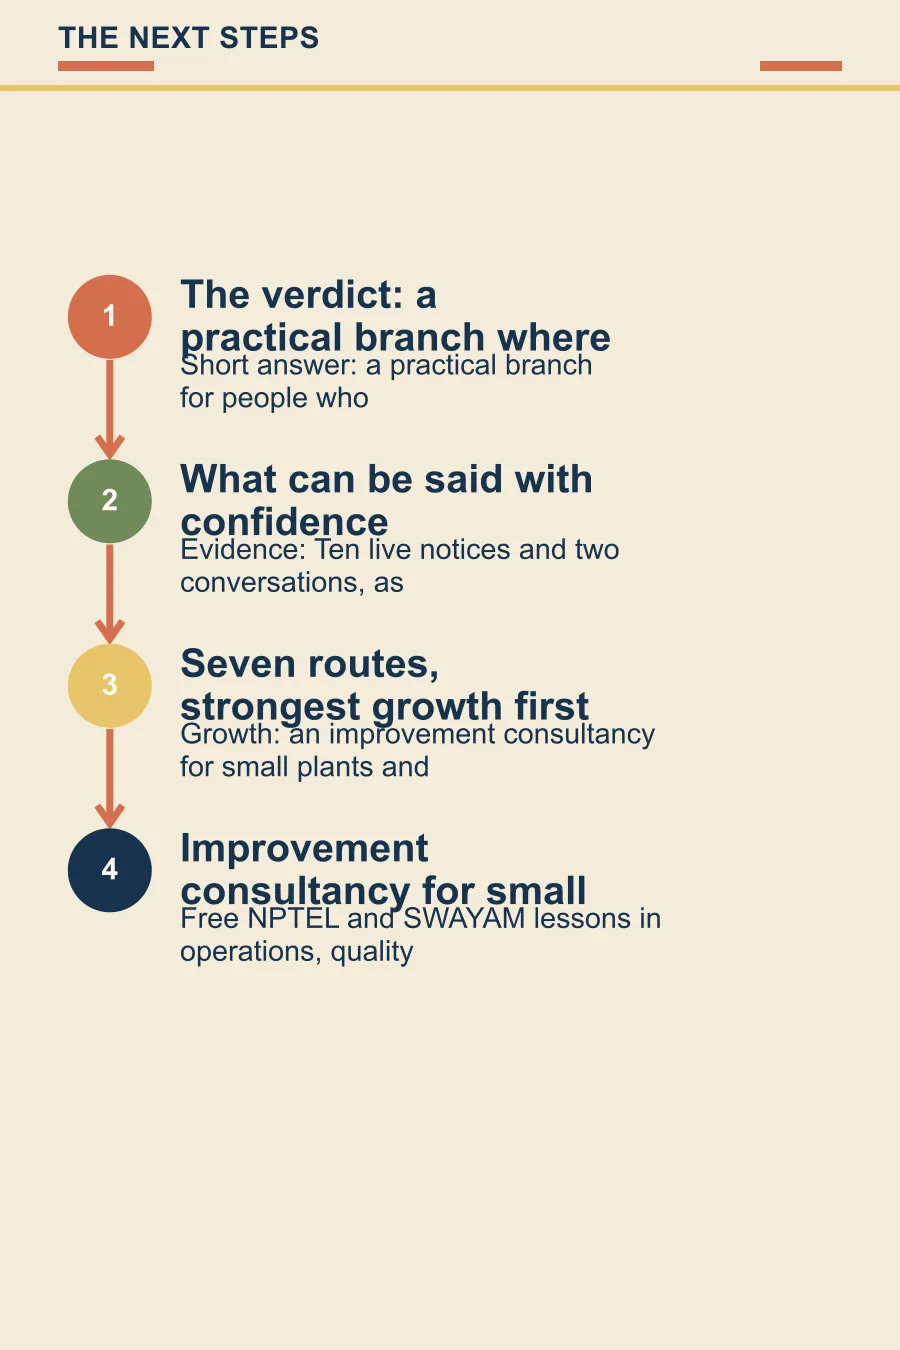 THE NEXT STEPS
1
The verdict: a
practical branch where
Short answer: a practical branch
for people who
2
What can be said with
confidence
Evidence: Ten live notices and two
conversations, as
3
Seven routes,
strongest growth first
Growth: an improvement consultancy
for small plants and
4
Improvement
consultancy for small
Free NPTEL and SWAYAM lessons in
operations, quality